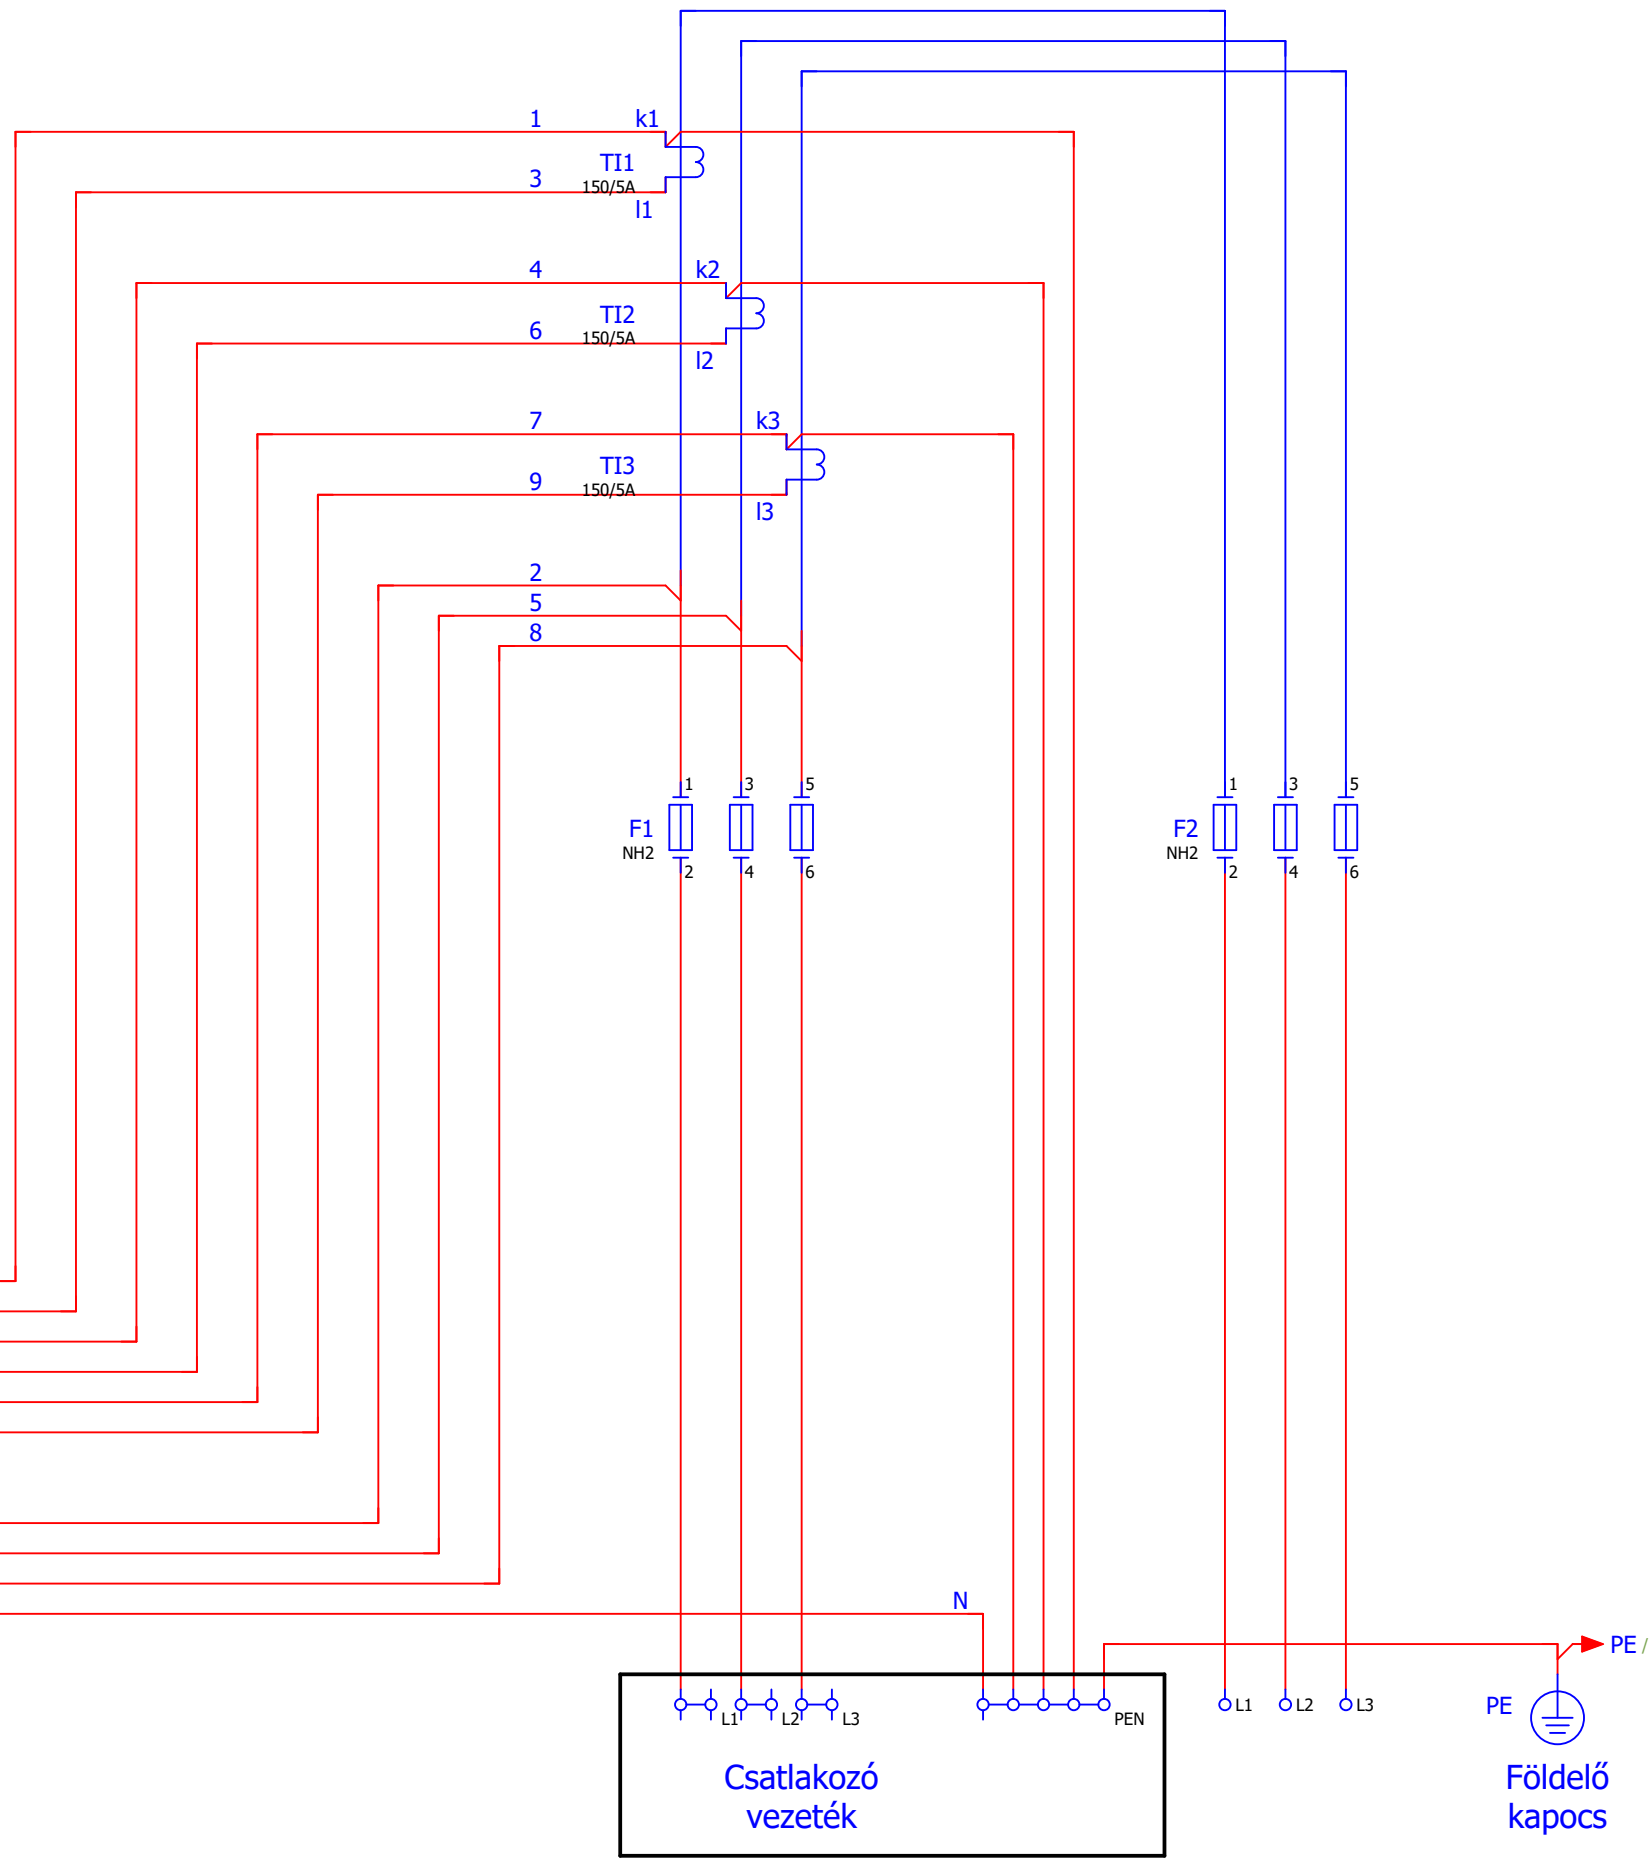 1 k1
TI1
3 150/5A
l1
4 k2
TI2
6 150/5A
l2
7 k3
TI3
9 150/5A
l3
2
5
8
1 3 5 1 3 5
F1 F2
NH2 NH2
2 4 6 2 4 6
N
PE /
L1 L2 L3 PEN L1 L2 L3 PE
Csatlakozó Földelő
vezeték kapocs